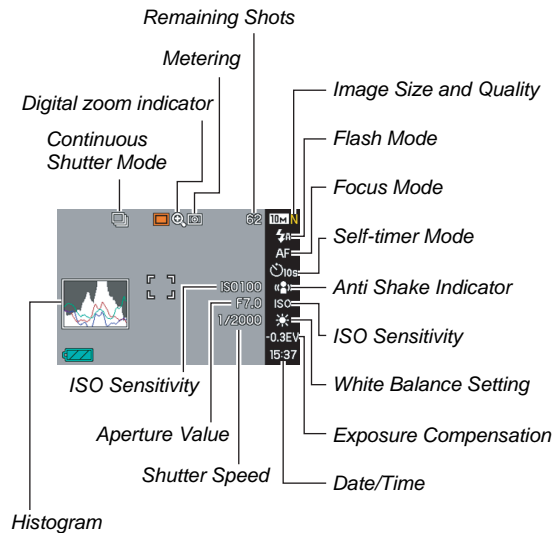 Remaining Shots
Metering
Digital zoom indicator
Continuous
Shutter Mode
Image Size and Quality
Flash Mode
Focus Mode
Self-timer Mode
Anti Shake Indicator
ISO Sensitivity
White Balance Setting
Exposure Compensation
Date/Time
62
10M N
A
AF
10s
ISO
-0.3EV
15:37
ISO100
F7.0
1/2000
ISO Sensitivity
Aperture Value
Shutter Speed
Histogram